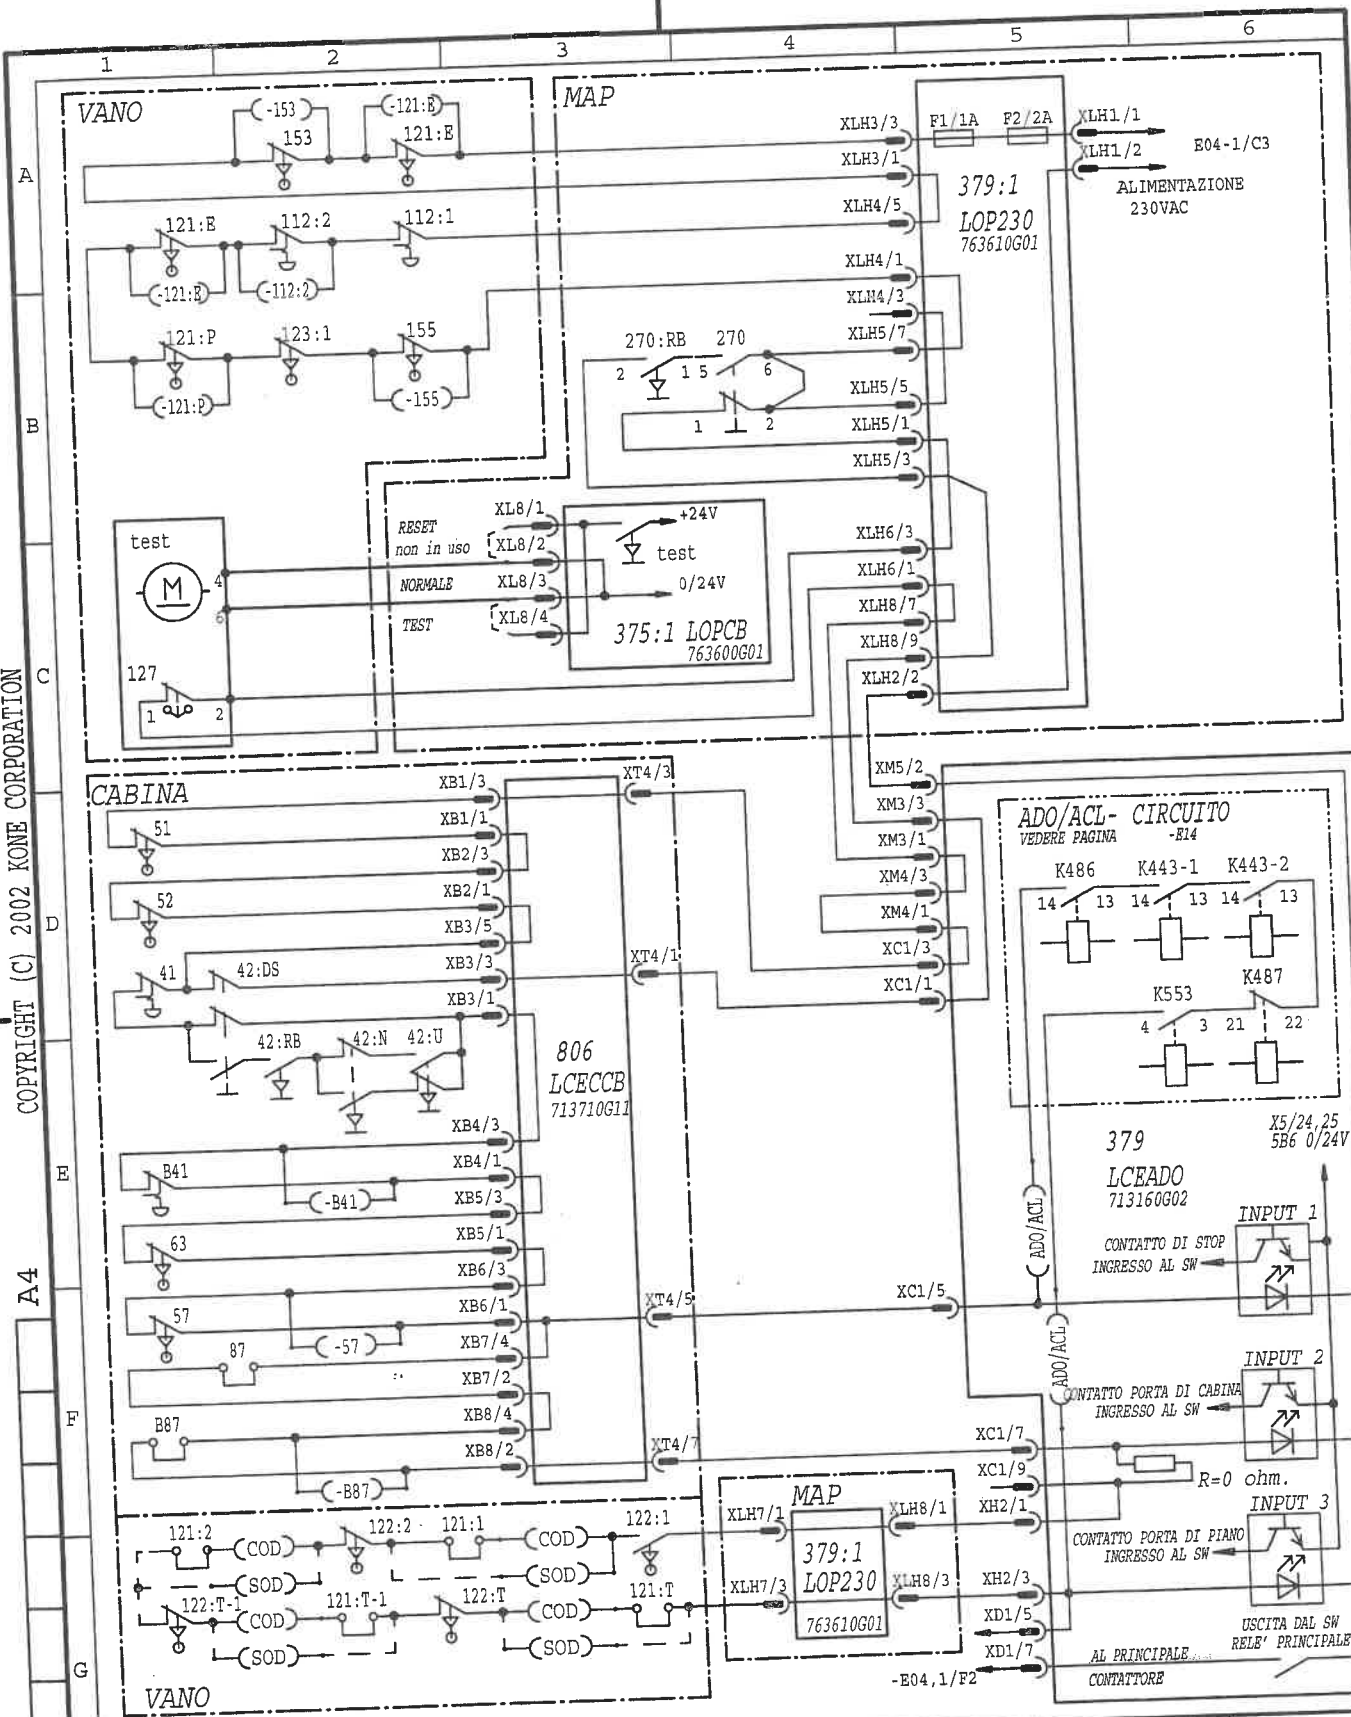 1 2 3 4 5 6
VANO
MAP
-153
-121:E
153
121:E
XLH3/3
F1/1A
F2/2A
XLH1/1
XLH3/1
XLH1/2
E04-1/C3
A
379:1
ALIMENTAZIONE
230VAC
LOP230
763610G01
121:E
112:2
112:1
XLH4/5
-121:E
-112:2
XLH4/1
XLH4/3
121:P
123:1
155
270:RB
270
XLH5/7
2
1 5
6
-121:P
-155
XLH5/5
B
1
2
XLH5/1
XLH5/3
RESET
non in uso
XL8/1
XL8/2
+24V
test
test
XLH6/3
M
4
NORMALE
XL8/3
0/24V
XLH6/1
6
TEST
XL8/4
375:1 LOPCB
763600G01
XLH8/7
XLH8/9
C
127
XLH2/2
1
2
COPYRIGHT (C) 2002 KONE CORPORATION
A4
CABINA
XB1/3
XT4/3
XM5/2
51
XB1/1
XM3/3
ADO/ACL- CIRCUITO
VEDERE PAGINA -E14
XB2/3
XM3/1
K486
K443-1
K443-2
52
XB2/1
XM4/3
14
13
14
13
14
13
D
XB3/5
XM4/1
41
42:DS
XB3/3
XT4/1
XC1/3
XB3/1
XC1/1
K553
K487
4
3
21
22
42:RB
42:N
42:U
806
LCECCB
713710G11
XB4/3
379
LCEADO
713160G02
X5/24,25
5B6 0/24V
E
B41
XB4/1
-B41
XB5/3
ADO/ACL
INPUT 1
63
XB5/1
CONTATTO DI STOP
INGRESSO AL SW
XB6/3
57
XB6/1
XT4/5
XC1/5
-57
87
XB7/4
ADO/ACL
INPUT 2
XB7/2
CONTATTO PORTA DI CABINA
INGRESSO AL SW
F
B87
XB8/4
XB8/2
XT4/7
XC1/7
-B87
XC1/9
R=0 ohm.
MAP
XLH7/1
XLH8/1
XH2/1
INPUT 3
121:2
COD
122:2
121:1
COD
122:1
379:1
LOP230
763610G01
CONTATTO PORTA DI PIANO
INGRESSO AL SW
SOD
SOD
122:T-1
COD
121:T-1
122:T
COD
121:T
XLH7/3
XLH8/3
XH2/3
SOD
SOD
XD1/5
USCITA DAL SW
RELE' PRINCIPALE
G
XD1/7
AL PRINCIPALE
CONTATTORE
-E04,1/F2
VANO